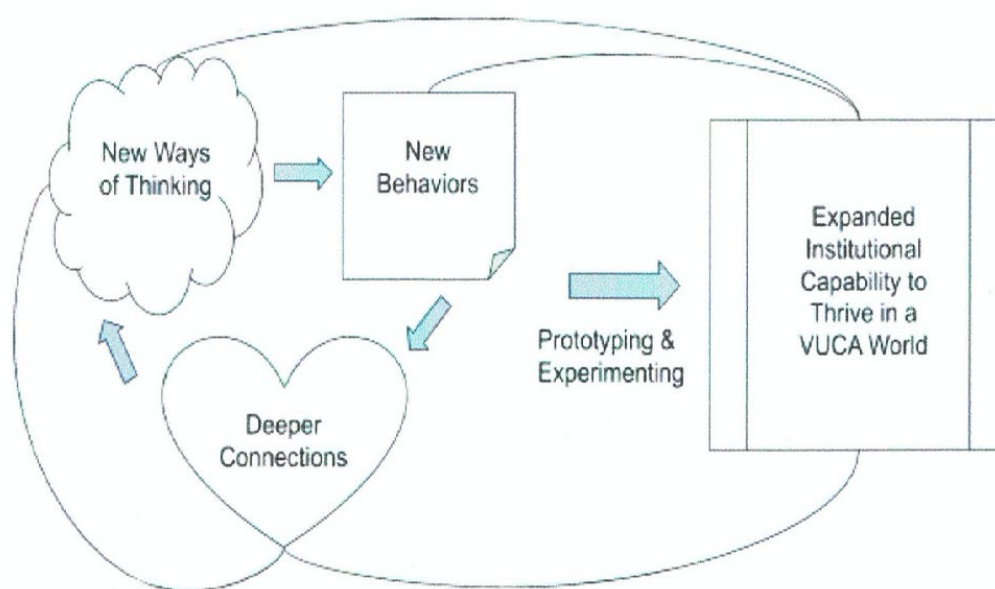 New Ways
of Thinking
New
Behaviors
Deeper
Connections
Prototyping &
Experimenting
Expanded
Institutional
Capability to
Thrive in a
VUCA World